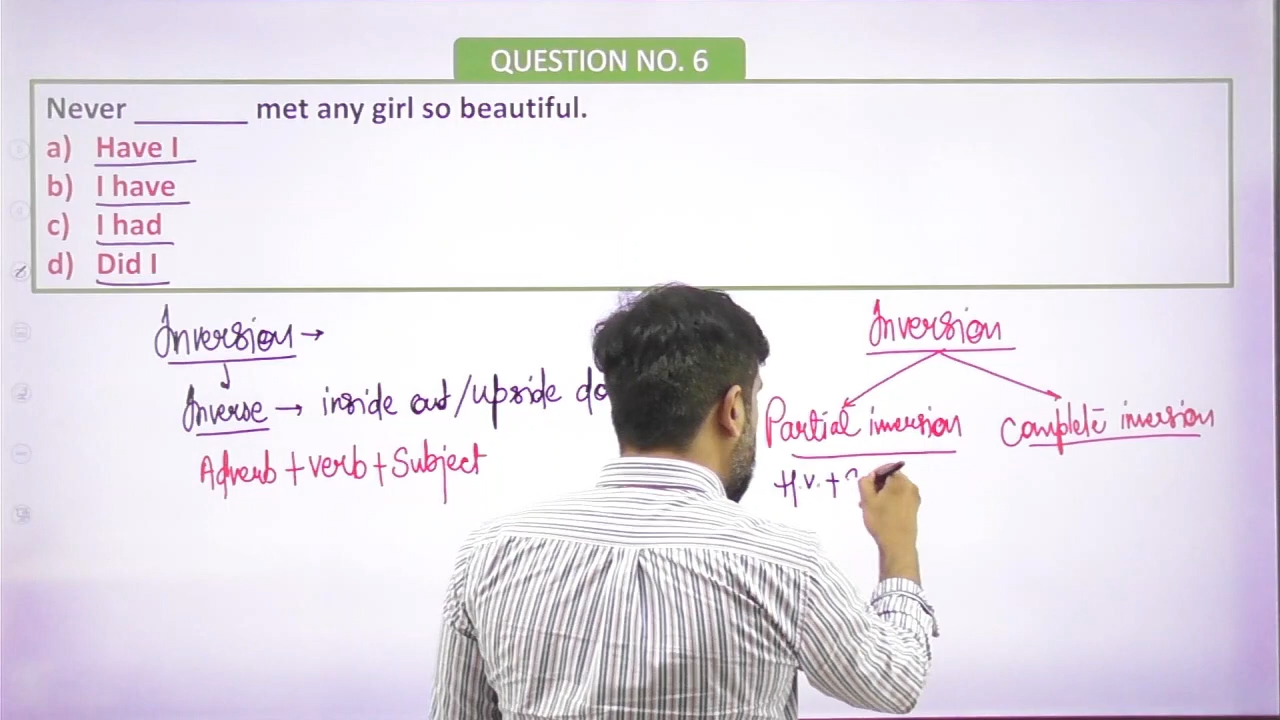 QUESTION NO. 6
Never _______ met any girl so beautiful.
a) Have I
b) I have
c) I had
d) Did I
Inversion →
Inverse → inside out/upside do
Adverb + verb + Subject
Inversion
Partial inversion
Complete inversion
H.V. +